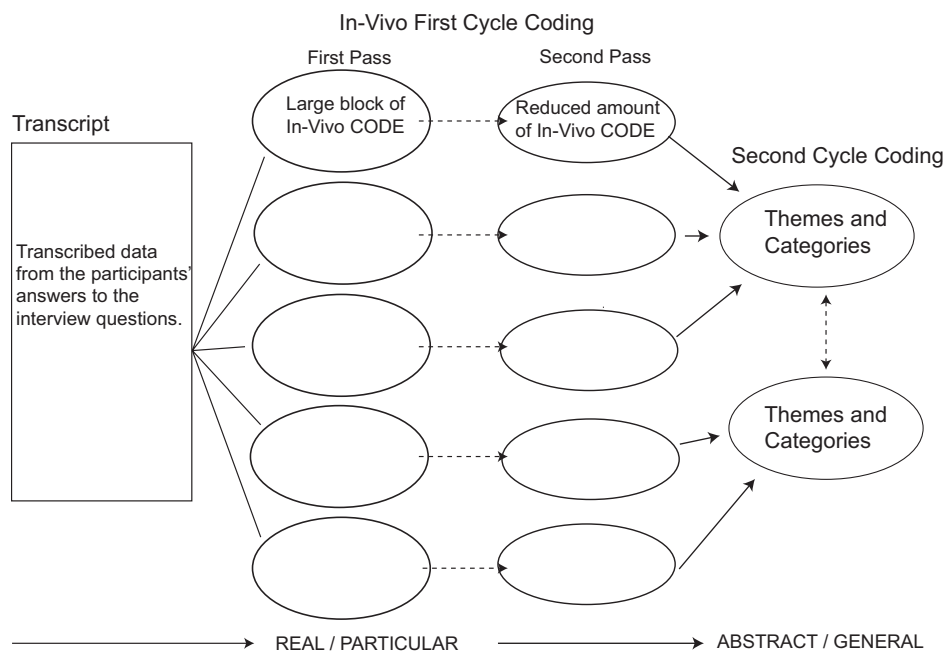 In-Vivo First Cycle Coding
First Pass
Second Pass
Transcript
Large block of
In-Vivo CODE
Reduced amount
of In-Vivo CODE
Second Cycle Coding
Themes and
Categories
Transcribed data
from the participants'
answers to the
interview questions.
Themes and
Categories
REAL / PARTICULAR
ABSTRACT / GENERAL